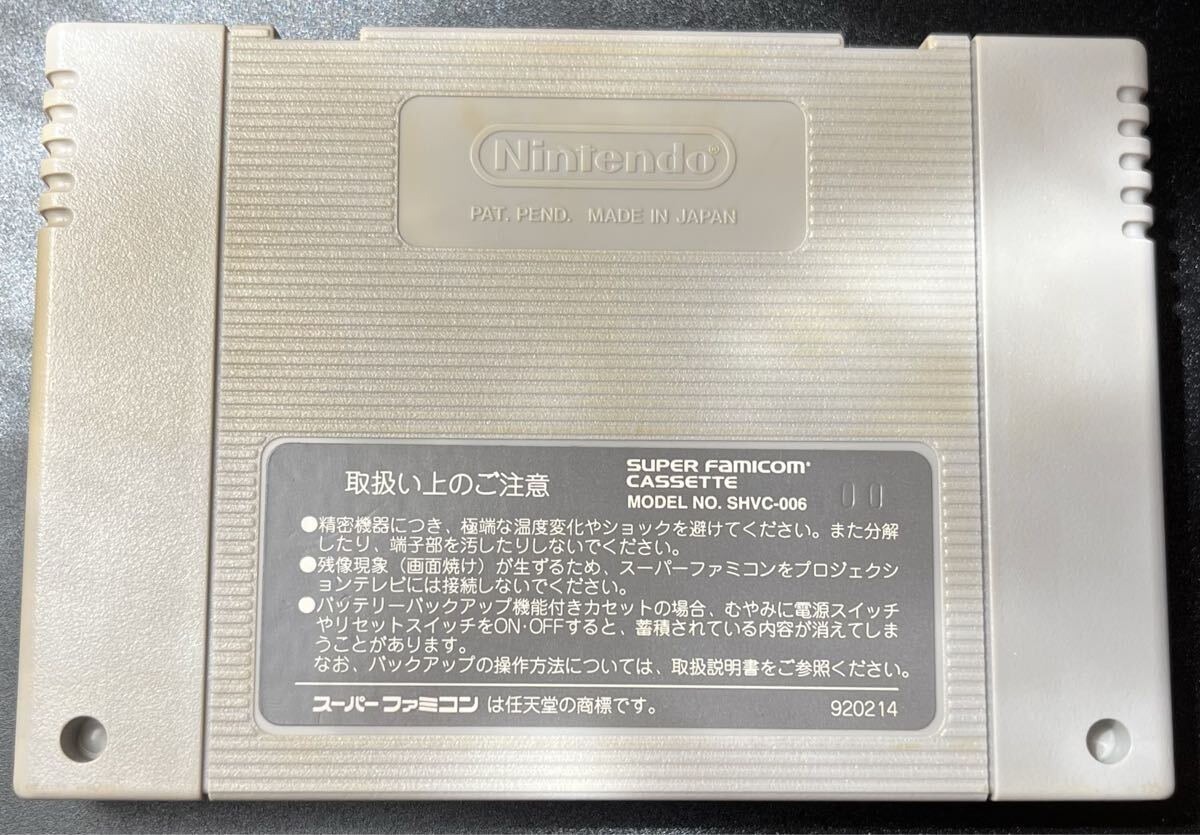 Nintendo®
PAT. PEND. MADE IN JAPAN
取扱い上のご注意
SUPER FAMICOM®
CASSETTE
MODEL NO. SHVC-006
00
●精密機器につき、極端な温度変化やショックを避けてください。また分解
したり、端子部を汚したりしないでください。
●残像現象（画面焼け）が生ずるため、スーパーファミコンをプロジェクシ
ョンテレビには接続しないでください。
●バッテリーバックアップ機能付きカセットの場合、むやみに電源スイッチ
やリセットスイッチをON・OFFすると、蓄積されている内容が消えてしま
うことがあります。
なお、バックアップの操作方法については、取扱説明書をご参照ください。
スーパーファミコン は任天堂の商標です。
920214